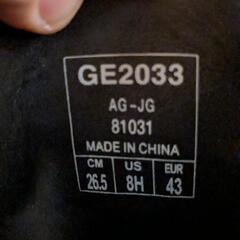 GE2033
AG-JG
81031
MADE IN CHINA
CM US EUR
26.5 8H 43